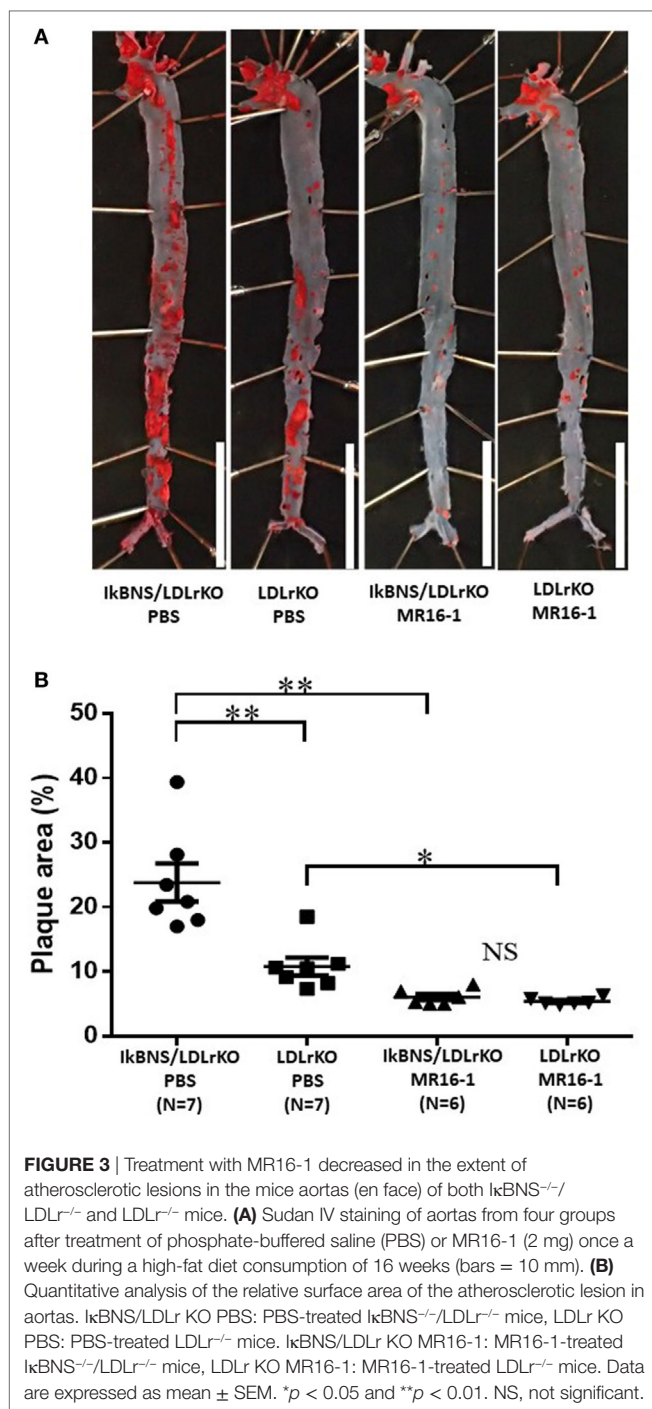 A
IkBNS/LDLrKO PBS
LDLrKO PBS
IkBNS/LDLrKO MR16-1
LDLrKO MR16-1
B
**
**
*
NS
Plaque area (%)
50
40
30
20
10
0
IkBNS/LDLrKO PBS (N=7)
LDLrKO PBS (N=7)
IkBNS/LDLrKO MR16-1 (N=6)
LDLrKO MR16-1 (N=6)
FIGURE 3 | Treatment with MR16-1 decreased in the extent of
atherosclerotic lesions in the mice aortas (en face) of both IκBNS−/−/
LDLr−/− and LDLr−/− mice. (A) Sudan IV staining of aortas from four groups
after treatment of phosphate-buffered saline (PBS) or MR16-1 (2 mg) once a
week during a high-fat diet consumption of 16 weeks (bars = 10 mm). (B)
Quantitative analysis of the relative surface area of the atherosclerotic lesion in
aortas. IκBNS/LDLr KO PBS: PBS-treated IκBNS−/−/LDLr−/− mice, LDLr KO
PBS: PBS-treated LDLr−/− mice. IκBNS/LDLr KO MR16-1: MR16-1-treated
IκBNS−/−/LDLr−/− mice, LDLr KO MR16-1: MR16-1-treated LDLr−/− mice. Data
are expressed as mean ± SEM. *p < 0.05 and **p < 0.01. NS, not significant.